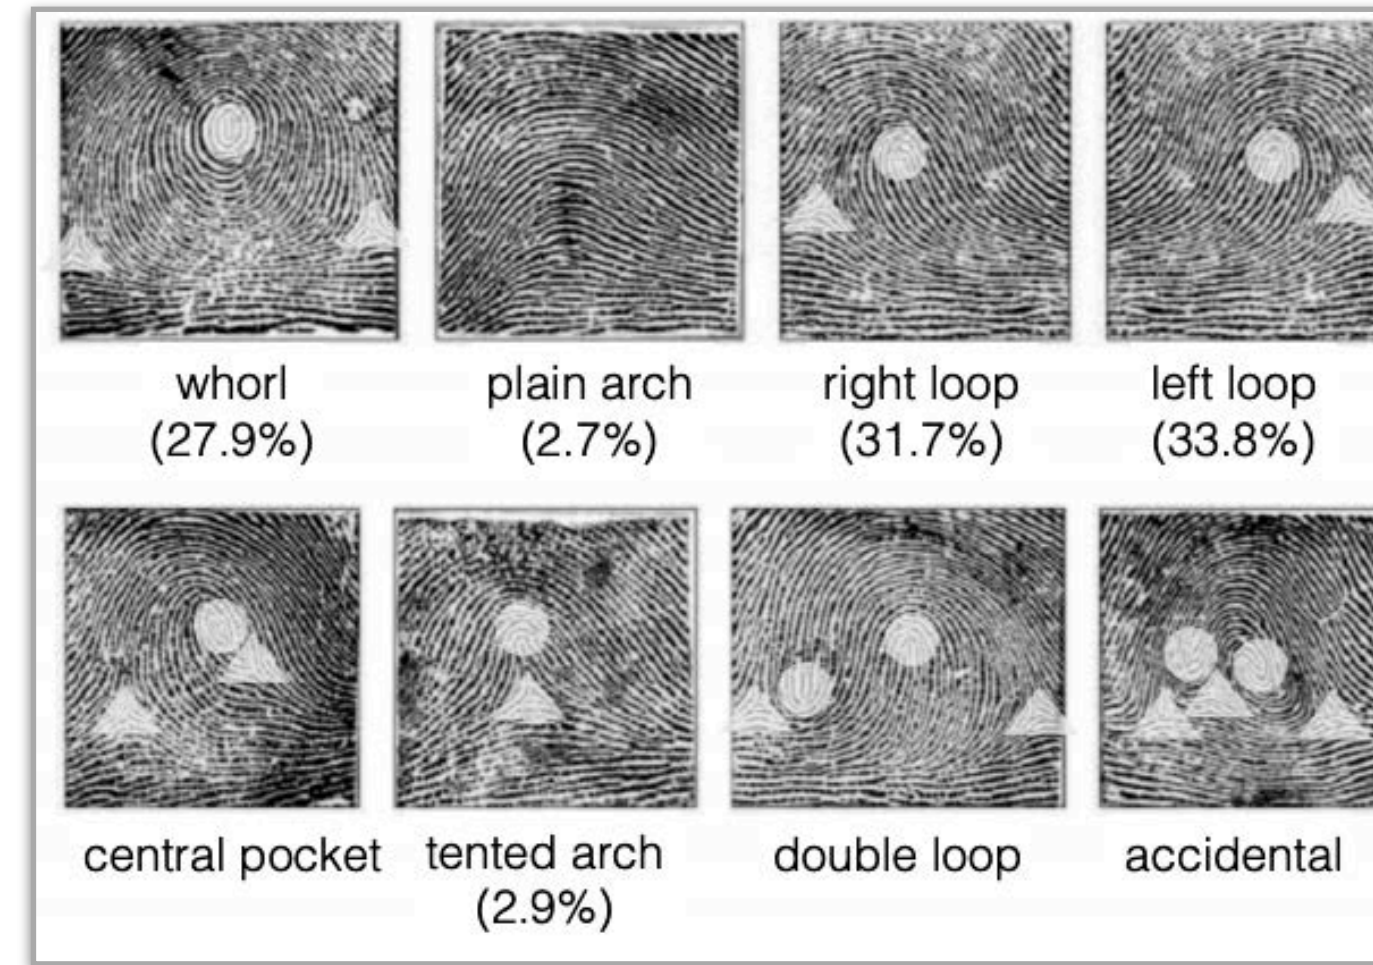 whorl plain arch right loop left loop
(27.9%) (2.7%) (31.7%) (33.8%)
central pocket tented arch double loop accidental
(2.9%)